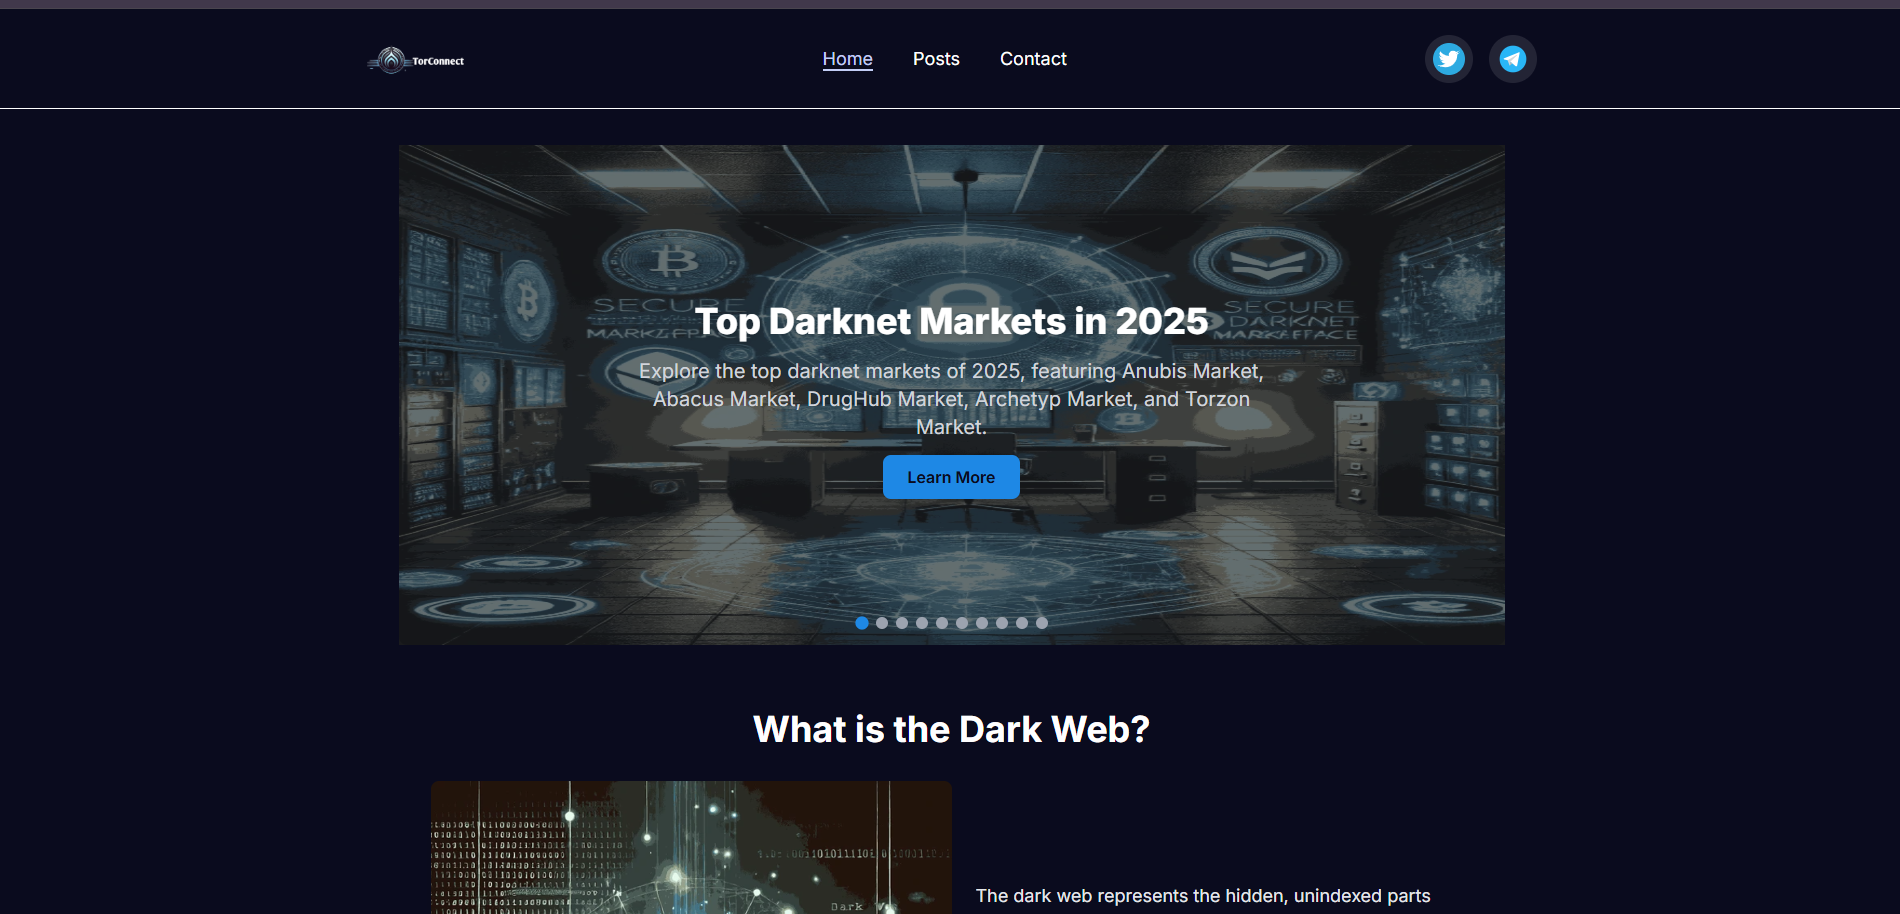 TorConnect
Home
Posts
Contact
SECURE
SECURE
DARKNET
Top Darknet Markets in 2025
Explore the top darknet markets of 2025, featuring Anubis Market,
Abacus Market, DrugHub Market, Archetyp Market, and Torzon
Market.
Learn More
What is the Dark Web?
Dark
The dark web represents the hidden, unindexed parts